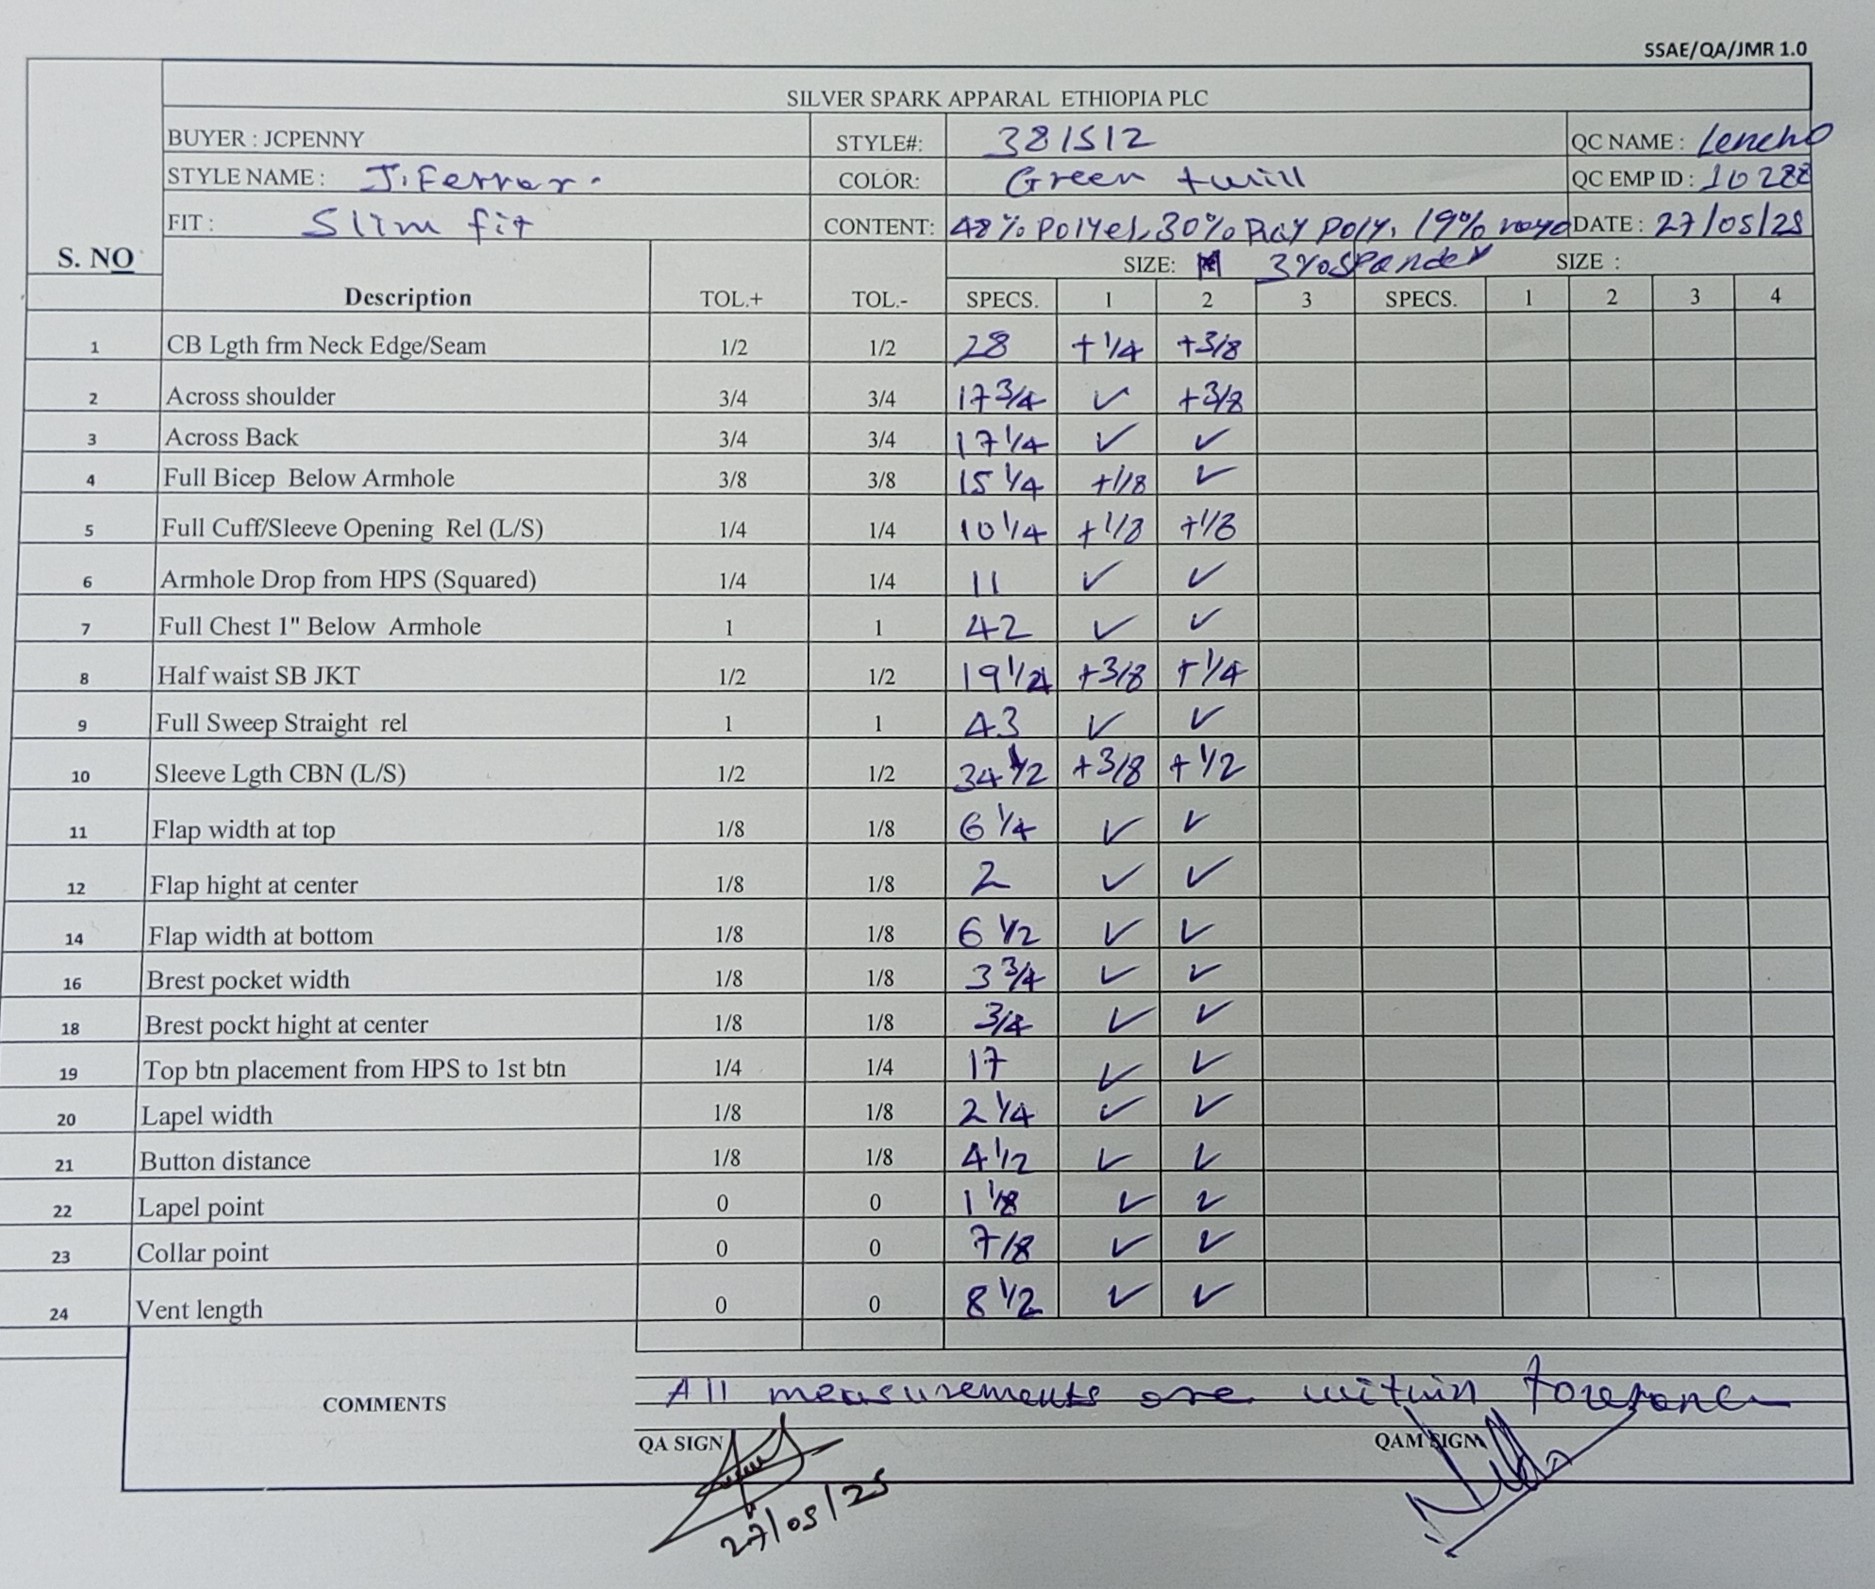 SSAE/QA/JMR 1.0
SILVER SPARK APPARAL ETHIOPIA PLC
BUYER : JCPENNY STYLE#: 381512 QC NAME : Lencho
STYLE NAME : J.Ferrar. COLOR: Green twill QC EMP ID : 10288
FIT : Slim fit CONTENT: 48% Polyel, 30% Ray Poly, 19% rayo DATE : 27/05/25
S. NO SIZE: M 3% Spandex SIZE :
Description TOL.+ TOL.- SPECS. 1 2 3 SPECS. 1 2 3 4
1 CB Lgth frm Neck Edge/Seam 1/2 1/2 28 +1/4 +3/8
2 Across shoulder 3/4 3/4 17 3/4 ✓ +3/8
3 Across Back 3/4 3/4 17 1/4 ✓ ✓
4 Full Bicep Below Armhole 3/8 3/8 15 1/4 +1/8 ✓
5 Full Cuff/Sleeve Opening Rel (L/S) 1/4 1/4 10 1/4 +1/8 +1/8
6 Armhole Drop from HPS (Squared) 1/4 1/4 11 ✓ ✓
7 Full Chest 1" Below Armhole 1 1 42 ✓ ✓
8 Half waist SB JKT 1/2 1/2 19 1/4 +3/8 +1/4
9 Full Sweep Straight rel 1 1 43 ✓ ✓
10 Sleeve Lgth CBN (L/S) 1/2 1/2 34 1/2 +3/8 +1/2
11 Flap width at top 1/8 1/8 6 1/4 ✓ ✓
12 Flap hight at center 1/8 1/8 2 ✓ ✓
14 Flap width at bottom 1/8 1/8 6 1/2 ✓ ✓
16 Brest pocket width 1/8 1/8 3 3/4 ✓ ✓
18 Brest pockt hight at center 1/8 1/8 3/4 ✓ ✓
19 Top btn placement from HPS to 1st btn 1/4 1/4 17 ✓ ✓
20 Lapel width 1/8 1/8 2 1/4 ✓ ✓
21 Button distance 1/8 1/8 4 1/2 ✓ ✓
22 Lapel point 0 0 1 1/8 ✓ ✓
23 Collar point 0 0 7/8 ✓ ✓
24 Vent length 0 0 8 1/2 ✓ ✓
COMMENTS All measurements are within torerance
QA SIGN QAM SIGN
27/05/25